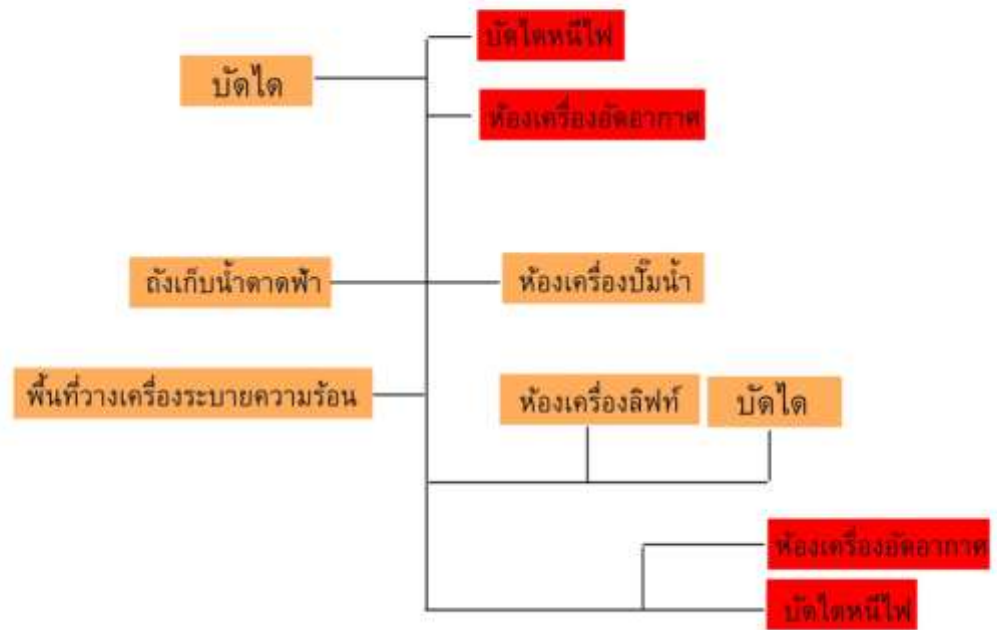 บัดไดหนีไฟ
บัดได
ห้องเครื่องอัดอากาศ
ถังเก็บน้ำดาดฟ้า
ห้องเครื่องปั๊มน้ำ
พื้นที่วางเครื่องระบายความร้อน
ห้องเครื่องลิฟท์
บัดได
ห้องเครื่องอัดอากาศ
บัดไดหนีไฟ